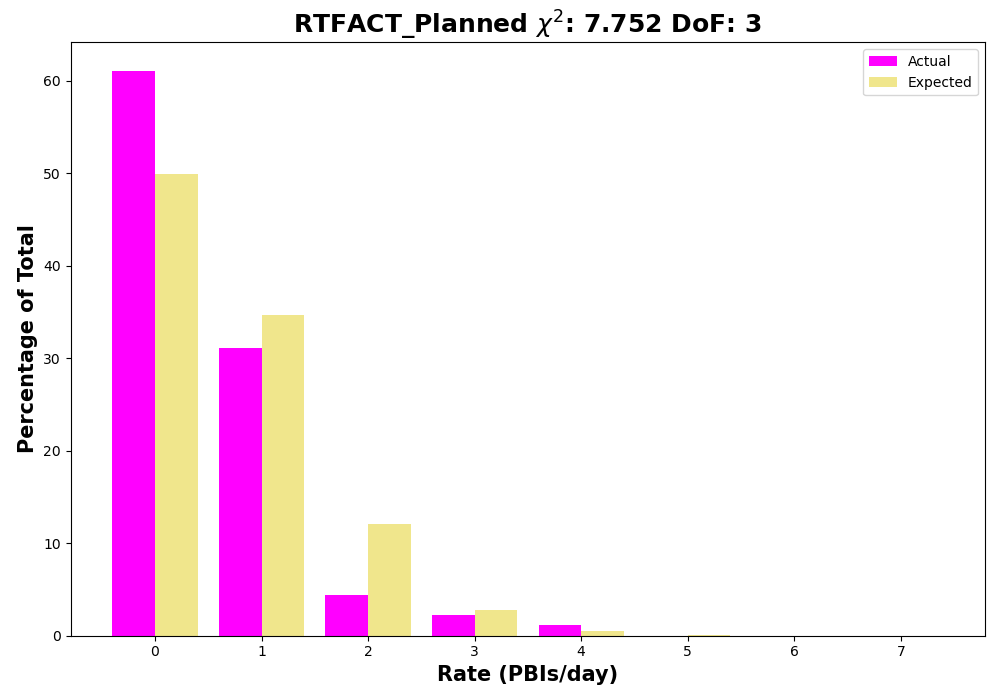 RTFACT_Planned χ²: 7.752 DoF: 3
Actual
Expected
Percentage of Total
60
50
40
30
20
10
0
0 1 2 3 4 5 6 7
Rate (PBIs/day)